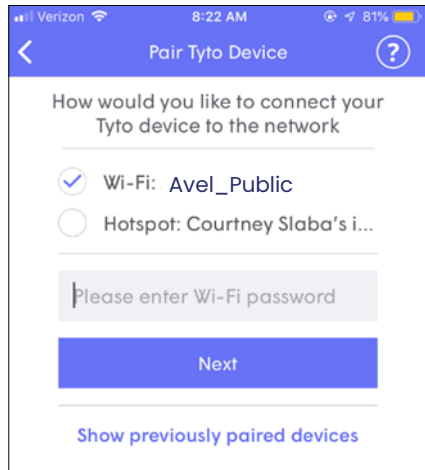 Verizon 8:22 AM 81%
Pair Tyto Device ?
How would you like to connect your
Tyto device to the network
Wi-Fi: Avel_Public
Hotspot: Courtney Slaba's i...
Please enter Wi-Fi password
Next
Show previously paired devices